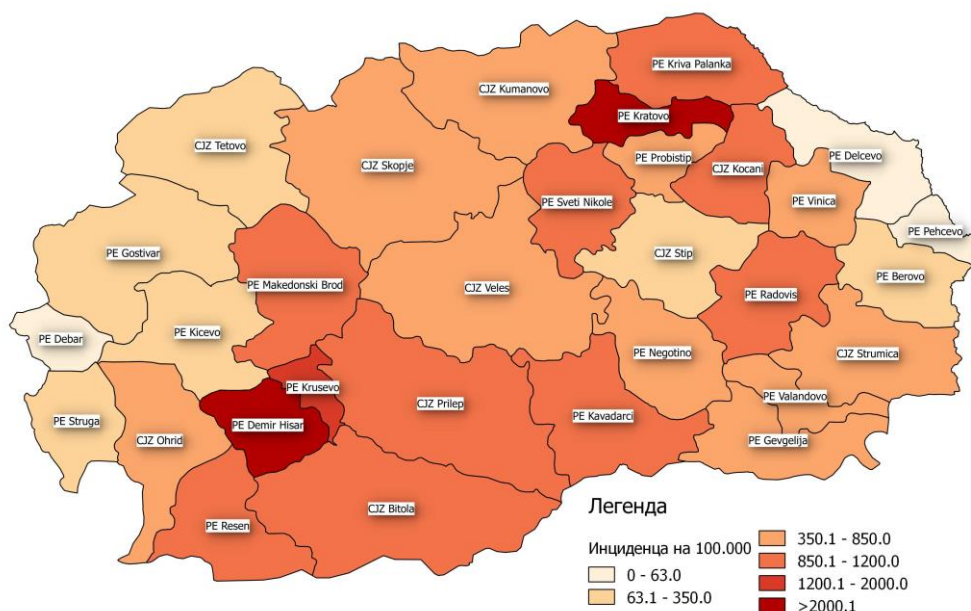 PE Kriva Palanka
CJZ Kumanovo
PE Kratovo
CJZ Tetovo
PE Delcevo
PE Probistip
CJZ Skopje
CJZ Kocani
PE Sveti Nikole
PE Vinica
PE Pehcevo
PE Gostivar
CJZ Stip
PE Berovo
PE Makedonski Brod
CJZ Veles
PE Radovis
PE Kicevo
PE Debar
PE Negotino
CJZ Strumica
PE Krusevo
PE Valandovo
CJZ Prilep
PE Struga
PE Demir Hisar
PE Kavadarci
CJZ Ohrid
PE Gevgelija
CJZ Bitola
PE Resen
Легенда
Инциденца на 100.000
0 - 63.0
63.1 - 350.0
350.1 - 850.0
850.1 - 1200.0
1200.1 - 2000.0
>2000.1